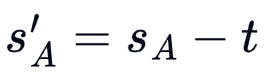 $s'_A = s_A - t$